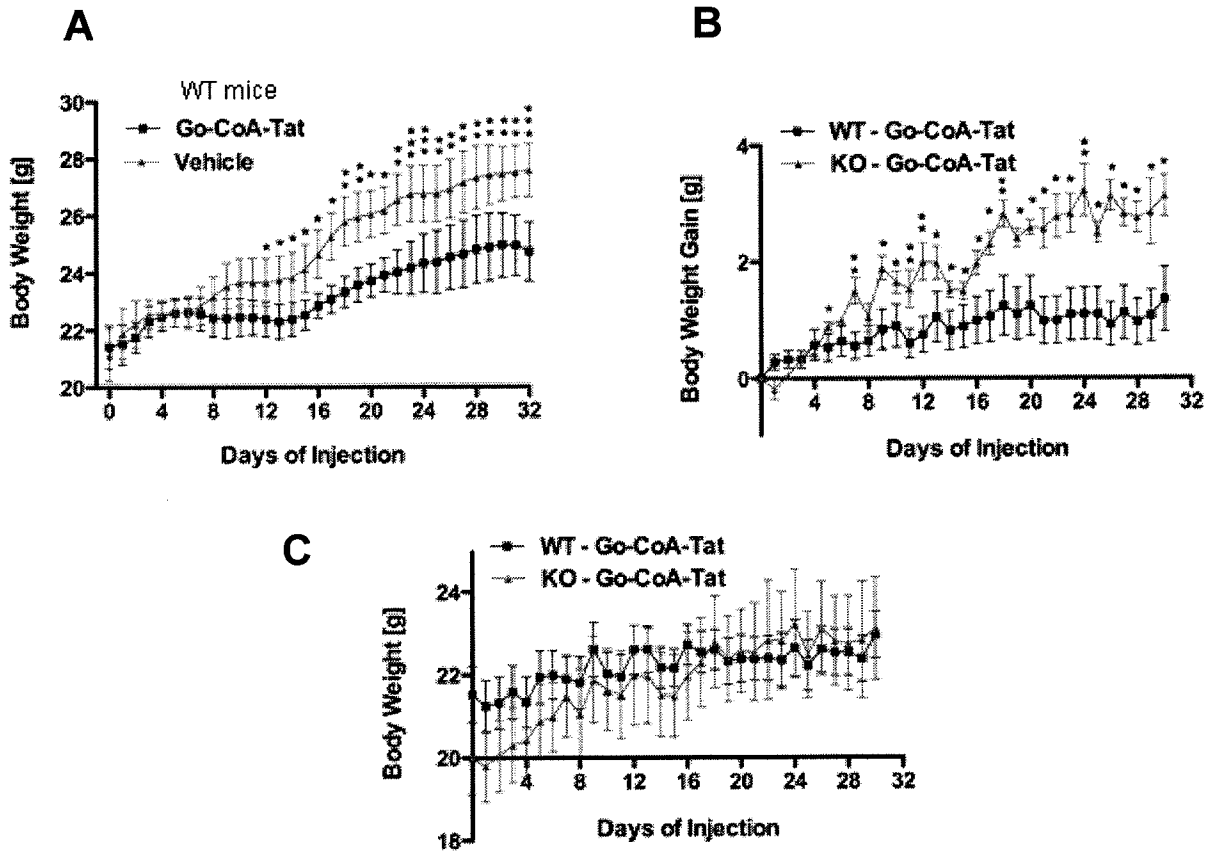 A
WT mice
Go-CoA-Tat
Vehicle
Body Weight [g]
30
28
26
24
22
20
0 4 8 12 16 20 24 28 32
Days of Injection
B
WT - Go-CoA-Tat
KO - Go-CoA-Tat
Body Weight Gain [g]
4
2
0
4 8 12 16 20 24 28 32
Days of Injection
C
WT - Go-CoA-Tat
KO - Go-CoA-Tat
Body Weight [g]
24
22
20
18
4 8 12 16 20 24 28 32
Days of Injection